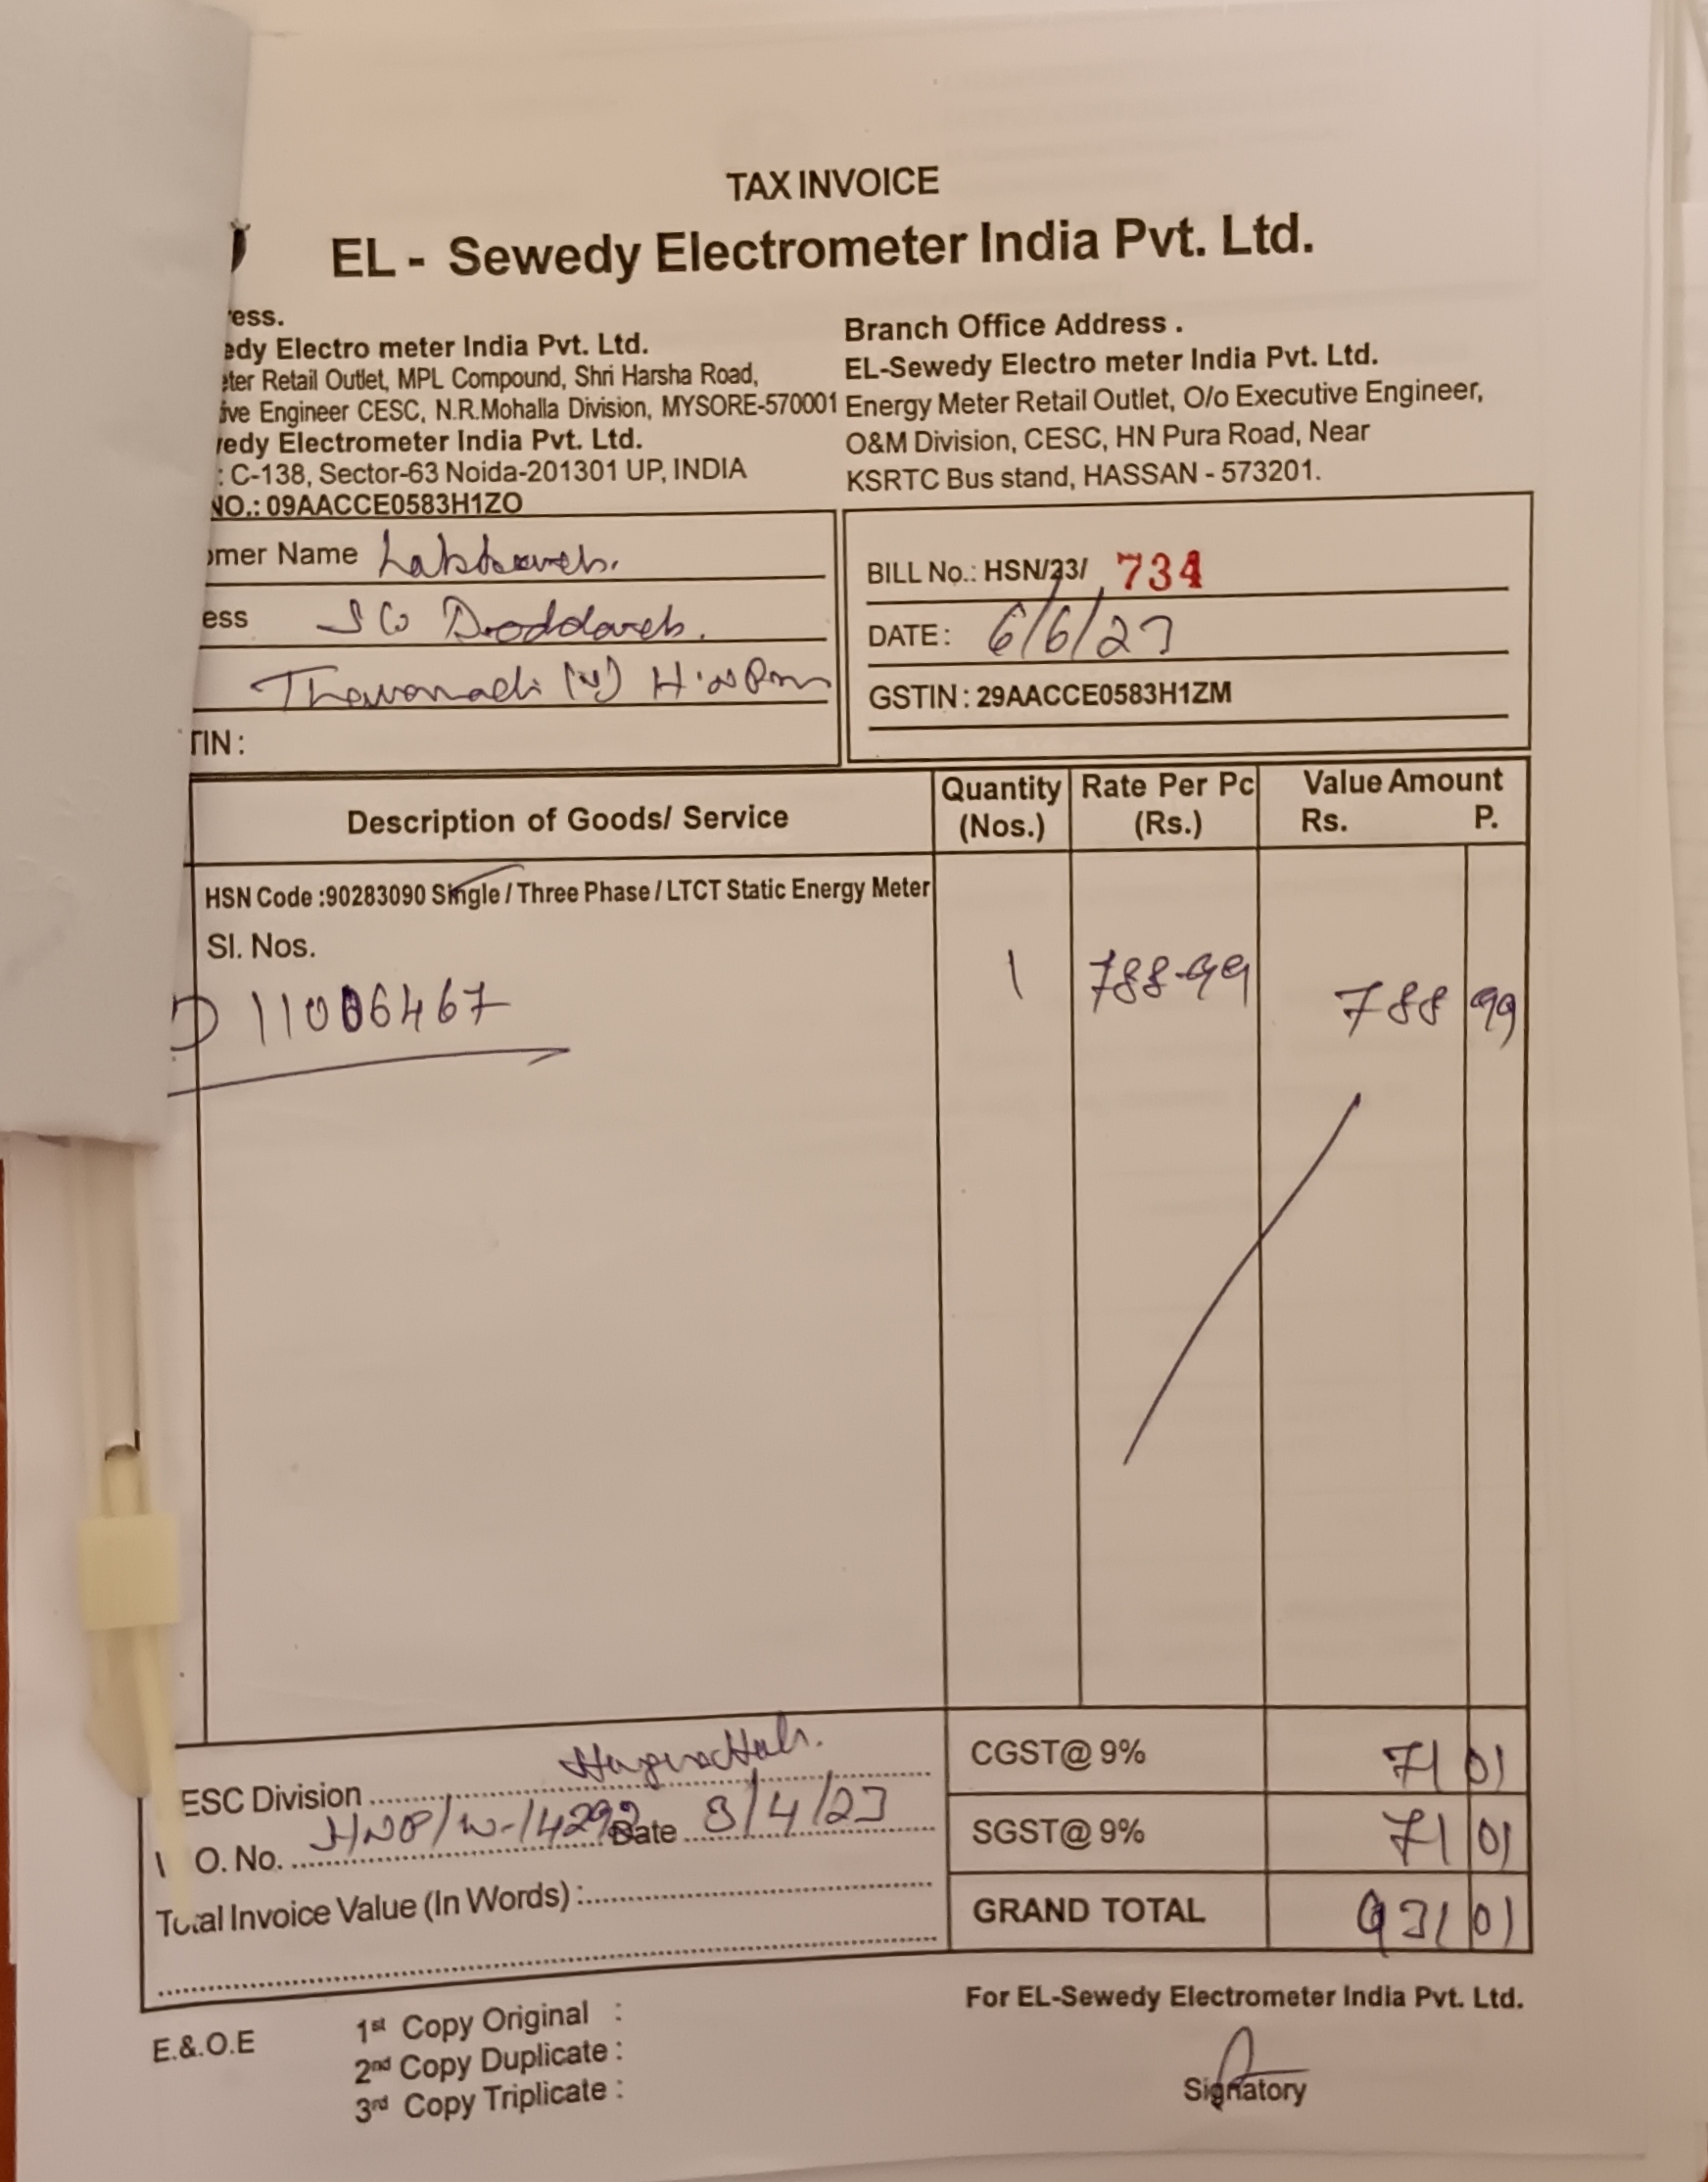 TAX INVOICE
EL - Sewedy Electrometer India Pvt. Ltd.
ess.
edy Electro meter India Pvt. Ltd.
ter Retail Outlet, MPL Compound, Shri Harsha Road,
ive Engineer CESC, N.R.Mohalla Division, MYSORE-570001
edy Electrometer India Pvt. Ltd.
: C-138, Sector-63 Noida-201301 UP, INDIA
NO.: 09AACCE0583H1ZO
Branch Office Address .
EL-Sewedy Electro meter India Pvt. Ltd.
Energy Meter Retail Outlet, O/o Executive Engineer,
O&M Division, CESC, HN Pura Road, Near
KSRTC Bus stand, HASSAN - 573201.
omer Name
ess
TIN :
BILL No.: HSN/23/ 734
DATE : 6/6/23
GSTIN : 29AACCE0583H1ZM
Description of Goods/ Service Quantity (Nos.) Rate Per Pc (Rs.) Value Amount Rs. P.
HSN Code :90283090 Single / Three Phase / LTCT Static Energy Meter
Sl. Nos.
11006467 1 788-99 788 99
ESC Division
O. No. Date
Total Invoice Value (In Words) :
CGST@ 9% 71 01
SGST@ 9% 71 01
GRAND TOTAL 931 01
E.&.O.E
1st Copy Original :
2nd Copy Duplicate :
3rd Copy Triplicate :
For EL-Sewedy Electrometer India Pvt. Ltd.
Signatory